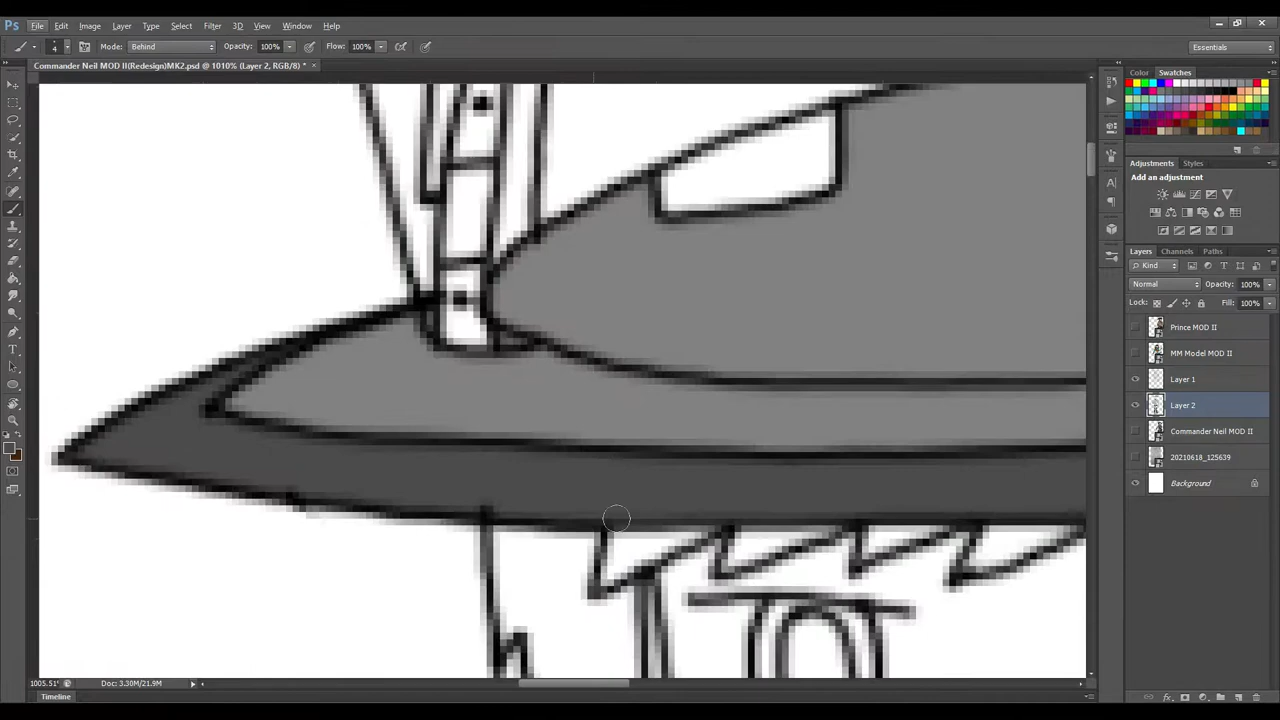 Ps File Edit Image Layer Type Select Filter 3D View Window Help
4 Mode: Behind Opacity: 100% Flow: 100% Essentials
Commander Neil MOD II(Redesign)MK2.psd @ 1010% (Layer 2, RGB/8) * ×
Color Swatches
Adjustments Styles
Add an adjustment
Layers Channels Paths
Kind
Normal Opacity: 100%
Lock: Fill: 100%
Prince MOD II
MM Model MOD II
Layer 1
Layer 2
Commander Neil MOD II
20210618_125639
Background
1005.51% Doc: 3.30M/21.9M
Timeline